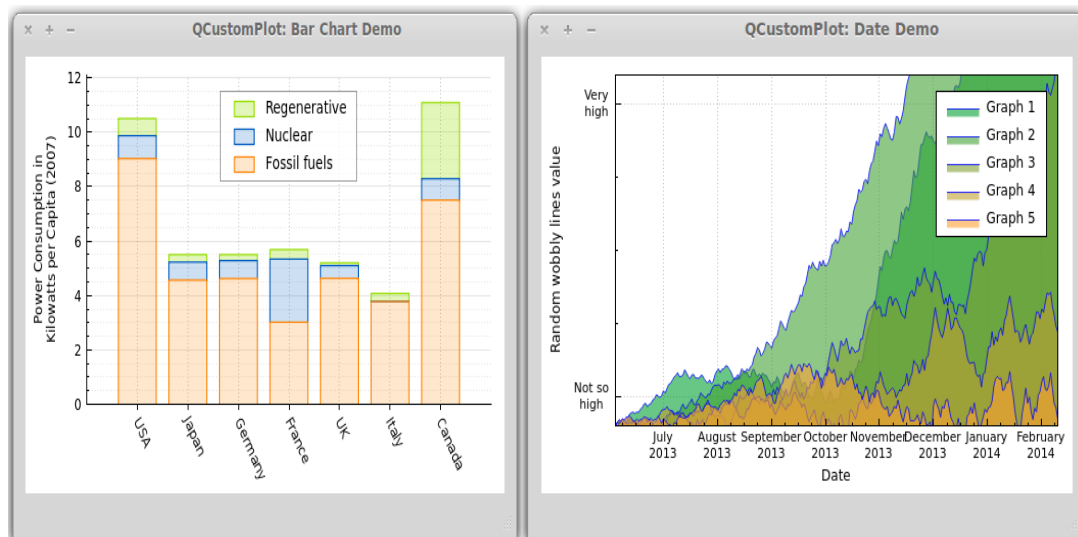 QCustomPlot: Bar Chart Demo
Power Consumption in
Kilowatts per Capita (2007)
12
10
8
6
4
2
0
Regenerative
Nuclear
Fossil fuels
USA
Japan
Germany
France
UK
Italy
Canada
QCustomPlot: Date Demo
Random wobbly lines value
Very
high
Not so
high
Graph 1
Graph 2
Graph 3
Graph 4
Graph 5
July
2013
August
2013
September
2013
October
2013
November
2013
December
2013
January
2014
February
2014
Date